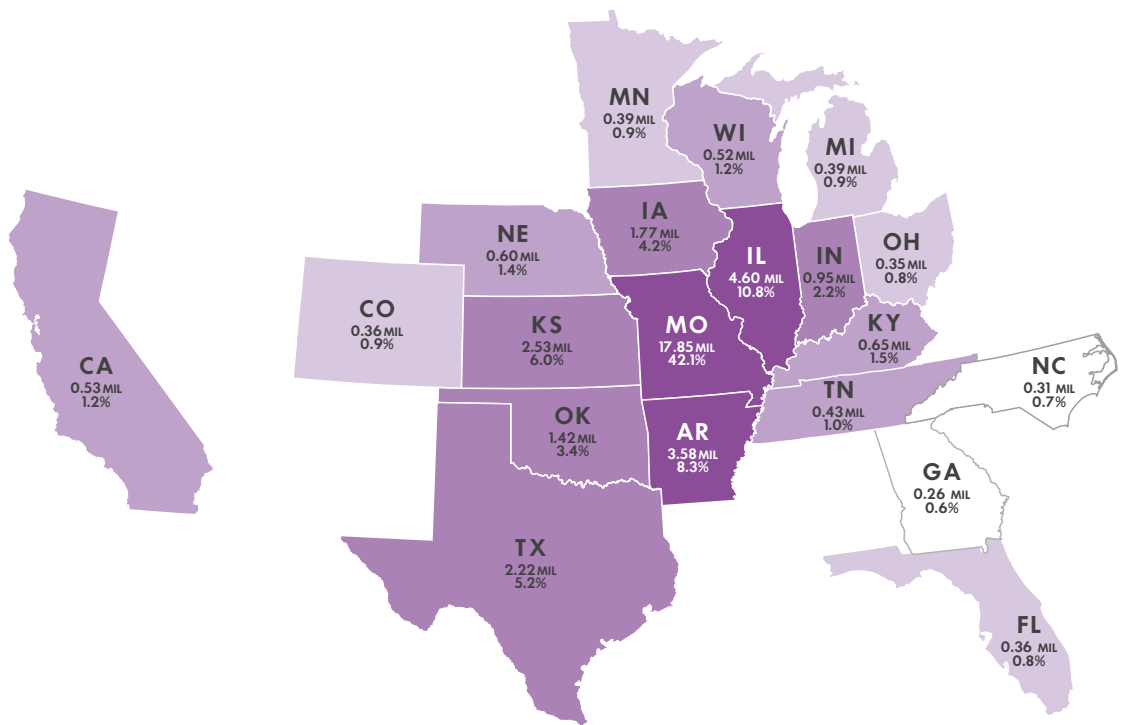 MN
0.39 MIL
0.9%
WI
0.52 MIL
1.2%
MI
0.39 MIL
0.9%
IA
1.77 MIL
4.2%
NE
0.60 MIL
1.4%
IL
4.60 MIL
10.8%
IN
0.95 MIL
2.2%
OH
0.35 MIL
0.8%
CO
0.36 MIL
0.9%
KS
2.53 MIL
6.0%
MO
17.85 MIL
42.1%
KY
0.65 MIL
1.5%
CA
0.53 MIL
1.2%
NC
0.31 MIL
0.7%
TN
0.43 MIL
1.0%
OK
1.42 MIL
3.4%
AR
3.58 MIL
8.3%
GA
0.26 MIL
0.6%
TX
2.22 MIL
5.2%
FL
0.36 MIL
0.8%